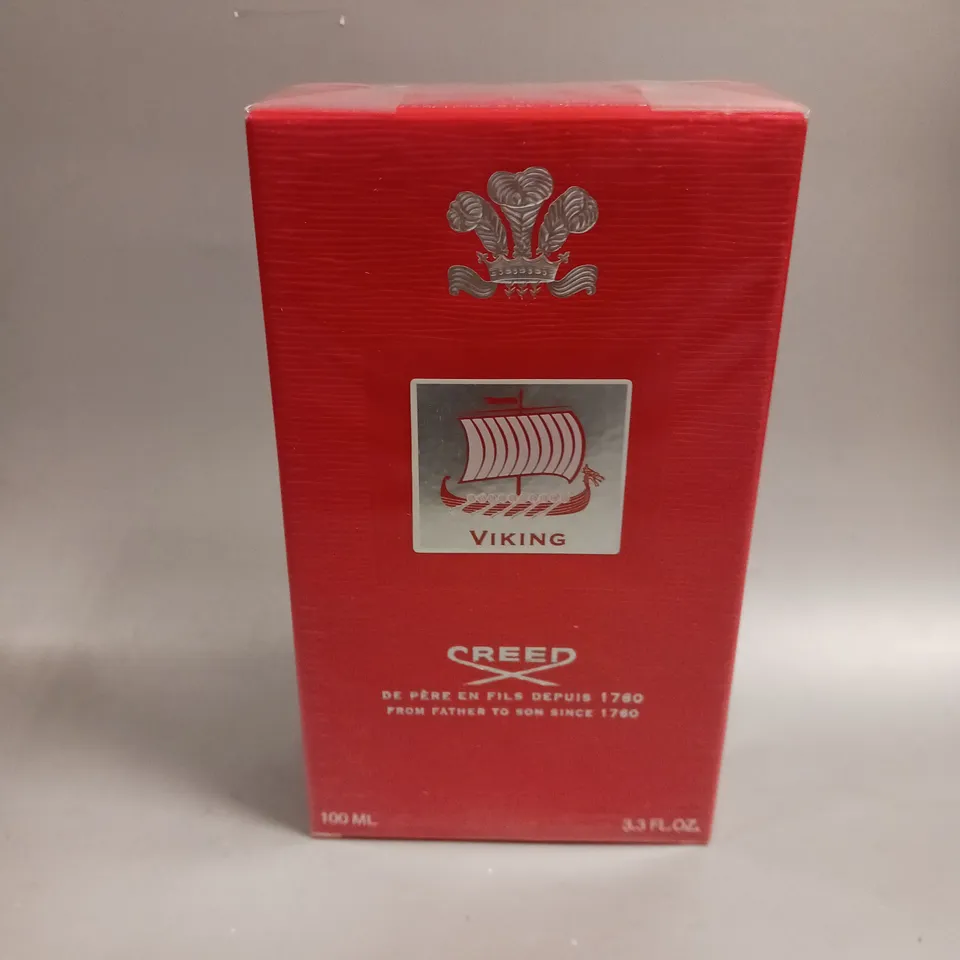 VIKING
CREED
DE PÈRE EN FILS DEPUIS 1760
FROM FATHER TO SON SINCE 1760
100 ML
3.3 FL.OZ.